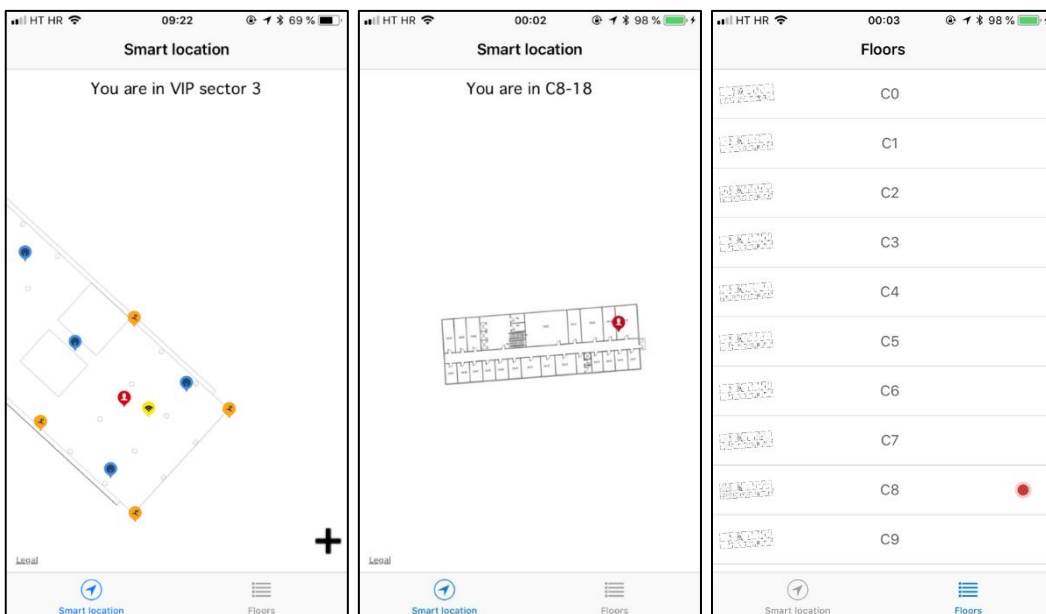 HT HR 09:22 69 %
Smart location
You are in VIP sector 3
Legal
Smart location Floors
HT HR 00:02 98 %
Smart location
You are in C8-18
Legal
Smart location Floors
HT HR 00:03 98 %
Floors
C0
C1
C2
C3
C4
C5
C6
C7
C8
C9
Smart location Floors